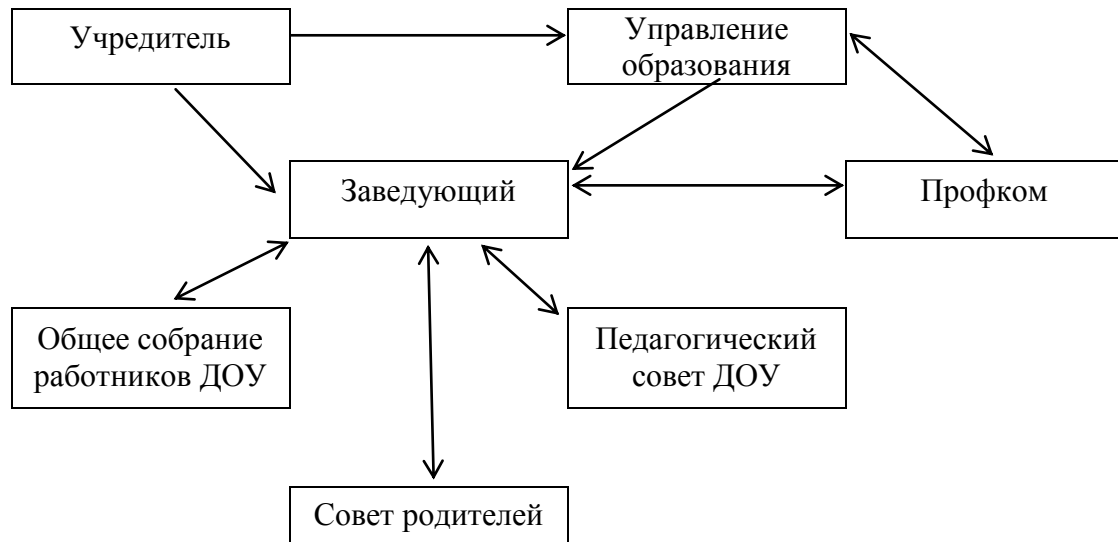 Учредитель
Управление
образования
Заведующий
Профком
Общее собрание
работников ДОУ
Педагогический
совет ДОУ
Совет родителей